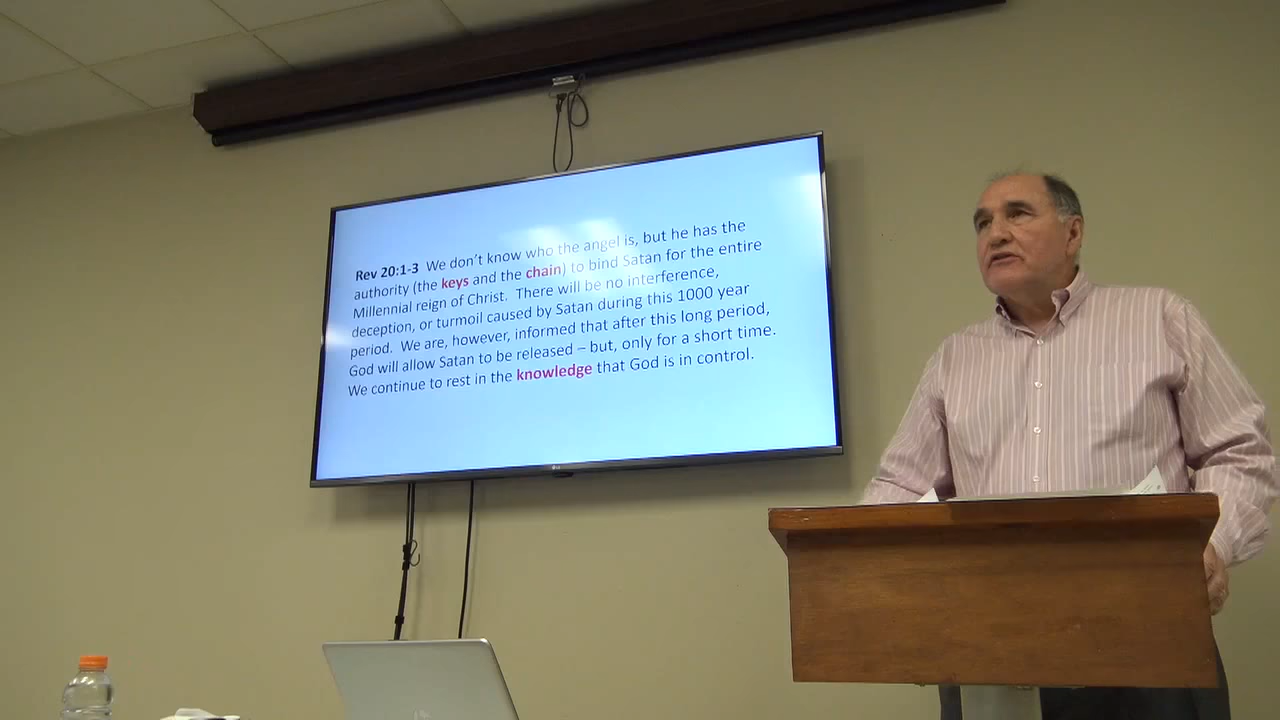 Rev 20:1-3 We don't know who the angel is, but he has the
authority (the keys and the chain) to bind Satan for the entire
Millennial reign of Christ. There will be no interference,
deception, or turmoil caused by Satan during this 1000 year
period. We are, however, informed that after this long period,
God will allow Satan to be released – but, only for a short time.
We continue to rest in the knowledge that God is in control.
LG